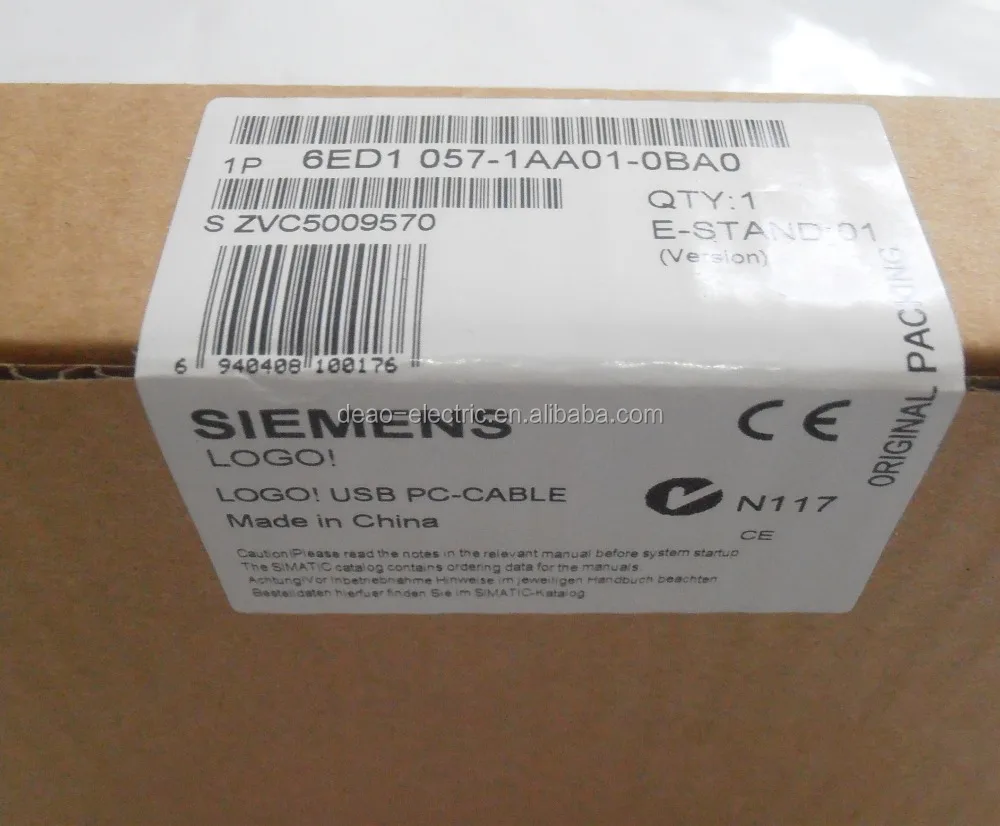 1P 6ED1 057-1AA01-0BA0
S ZVC5009570
QTY:1
E-STAND:01
(Version)
6 940408 100176
ORIGINAL PACKING
deao-electric.en.alibaba.com
SIEMENS
LOGO!
LOGO! USB PC-CABLE
Made in China
CE
N117
CE
Caution!Please read the notes in the relevant manual before system startup
The SIMATIC catalog contains ordering data for the manuals.
Achtung!Vor Inbetriebnahme Hinweise im jeweiligen Handbuch beachten
Bestelldaten hierfuer finden Sie im SIMATIC-Katalog